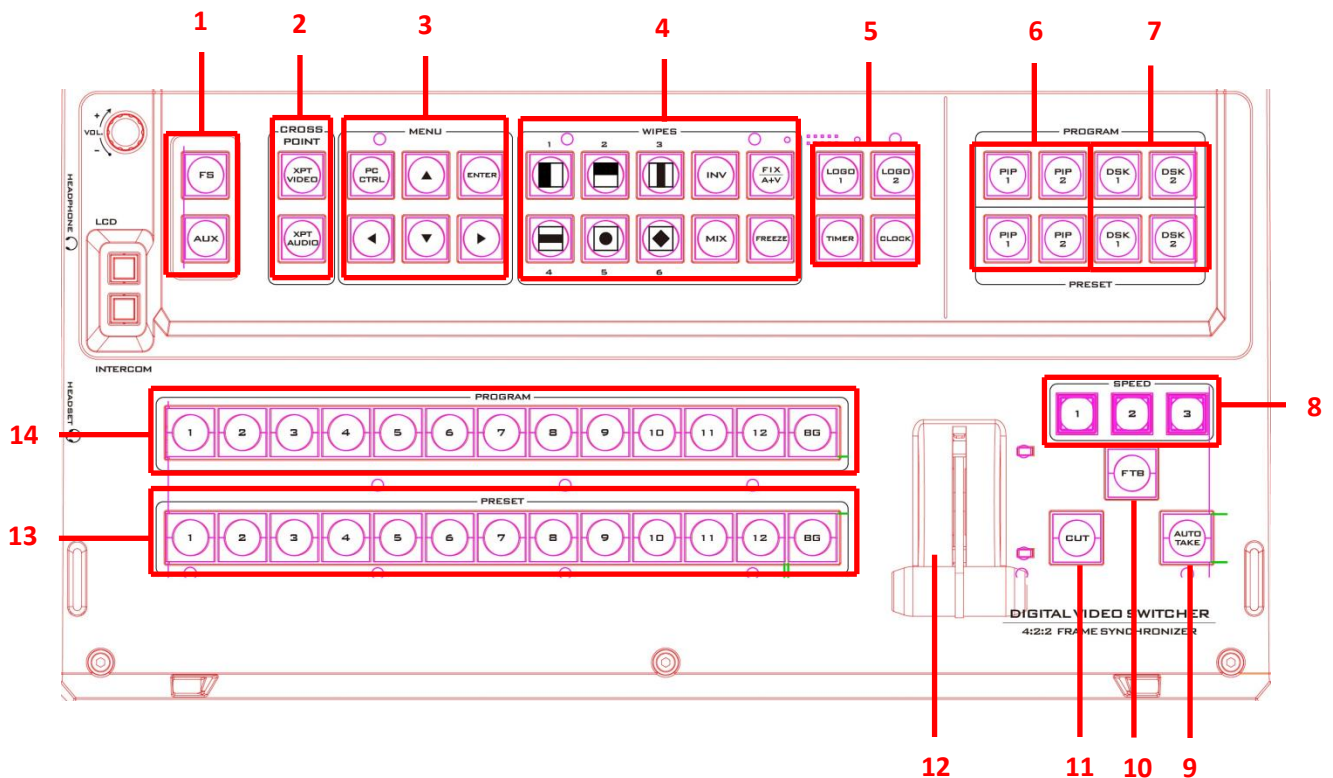 1 2 3 4 5 6 7
+
VOL.
-
HEADPHONE
LCD
INTERCOM
HEADSET
FS
AUX
CROSS
POINT
XPT
VIDEO
XPT
AUDIO
MENU
PC
CTRL
ENTER
WIPES
1 2 3
INV
FIX
A+V
MIX
FREEZE
4 5 6
LOGO
1
LOGO
2
TIMER
CLOCK
PROGRAM
PIP
1
PIP
2
DSK
1
DSK
2
PIP
1
PIP
2
DSK
1
DSK
2
PRESET
14
PROGRAM
1 2 3 4 5 6 7 8 9 10 11 12 BG
13
PRESET
1 2 3 4 5 6 7 8 9 10 11 12 BG
SPEED
1 2 3
8
FTB
CUT
AUTO
TAKE
DIGITAL VIDEO SWITCHER
4:2:2 FRAME SYNCHRONIZER
12 11 10 9